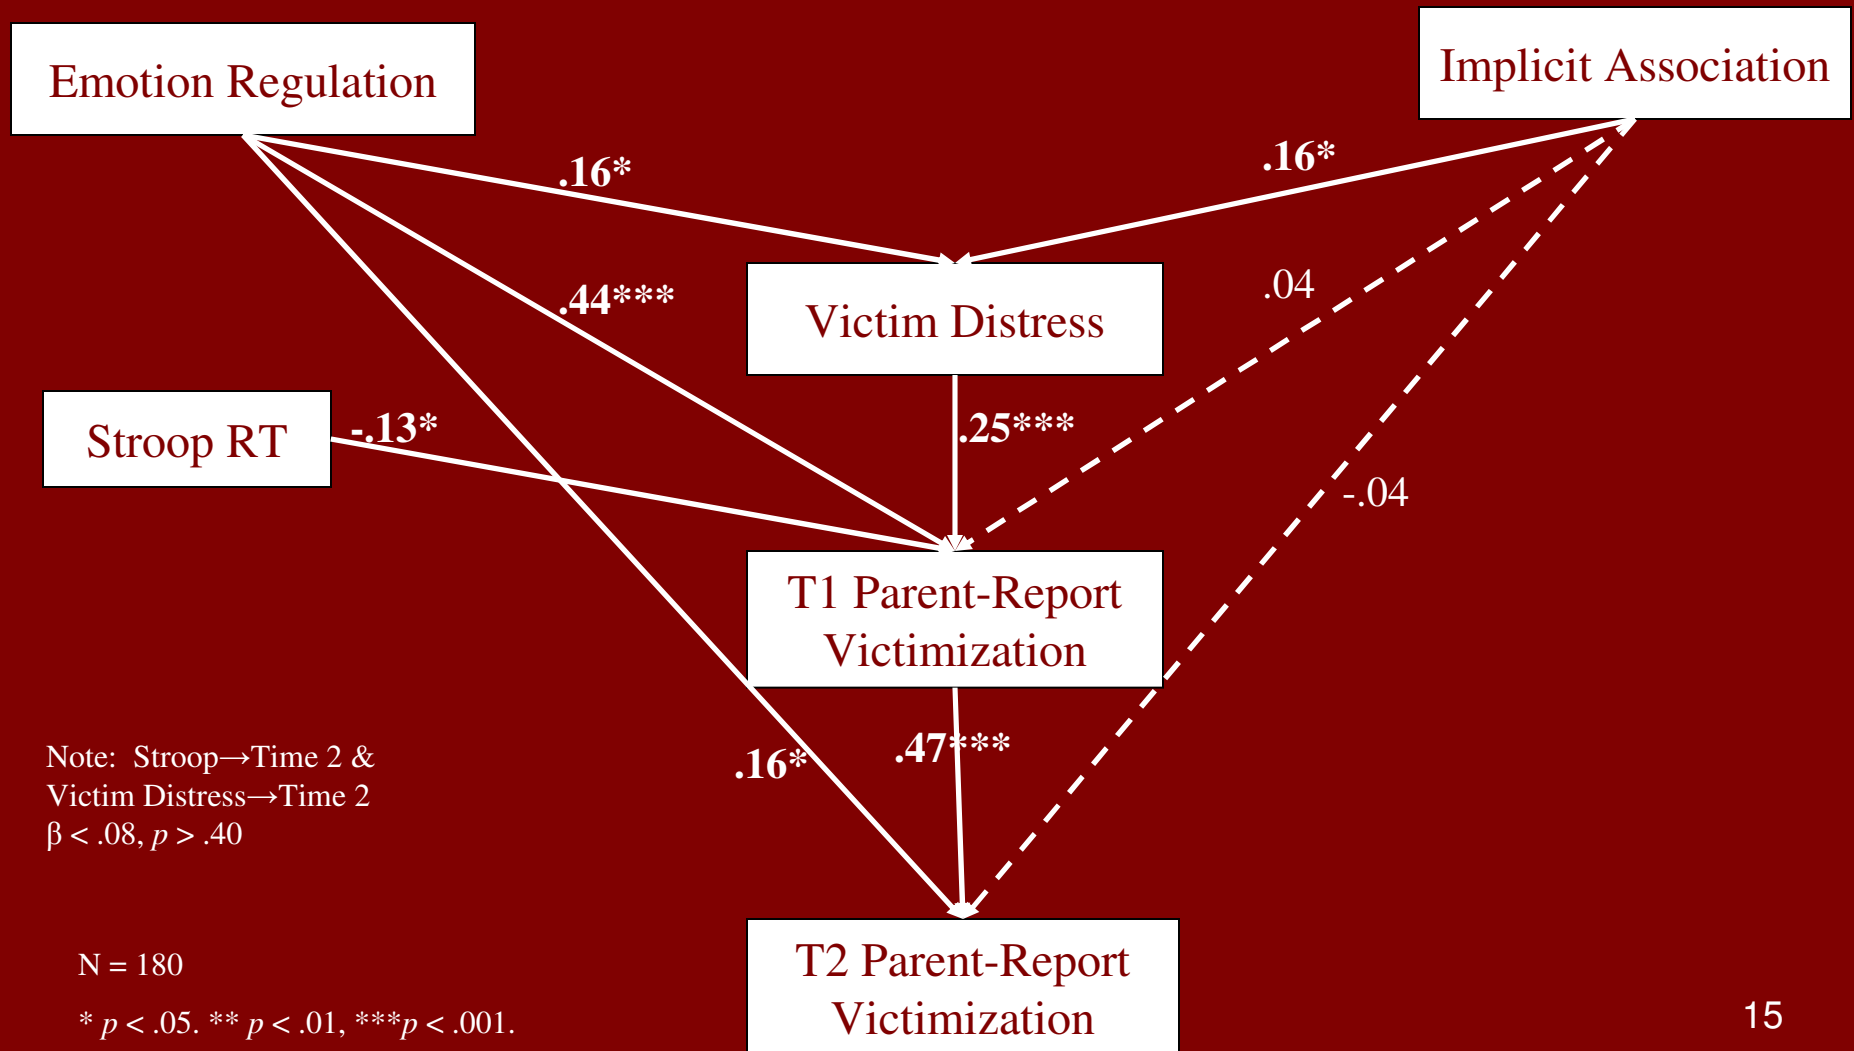 Emotion Regulation
Implicit Association
.16*
.16*
.44***
.04
Victim Distress
Stroop RT
-.13*
.25***
-.04
T1 Parent-Report
Victimization
.16*
.47***
Note:  Stroop→Time 2 &
Victim Distress→Time 2
β < .08, p > .40
N = 180
* p < .05. ** p < .01, ***p < .001.
T2 Parent-Report
Victimization
15